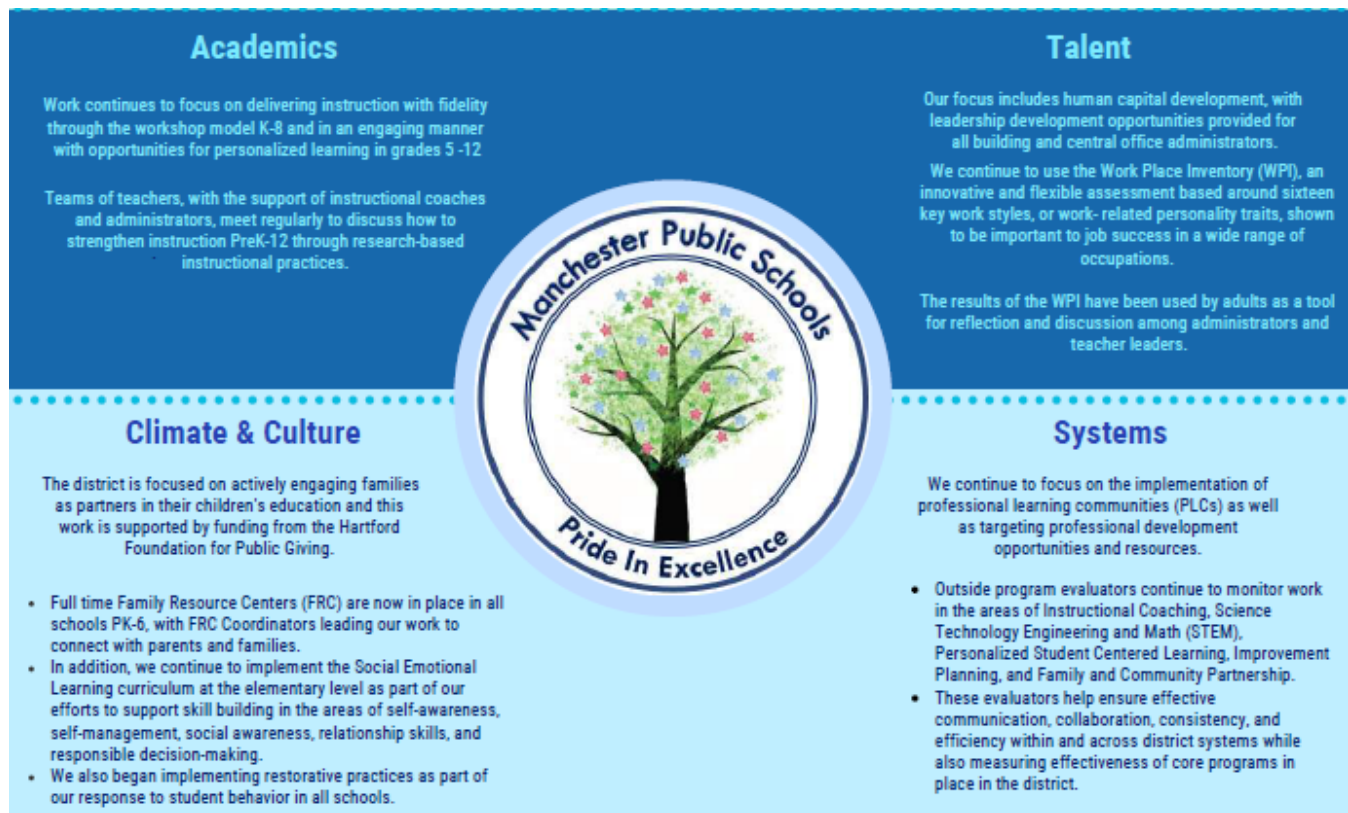 Academics
Work continues to focus on delivering instruction with fidelity
through the workshop model K-8 and in an engaging manner
with opportunities for personalized learning in grades 5 -12
Teams of teachers, with the support of instructional coaches
and administrators, meet regularly to discuss how to
strengthen instruction PreK-12 through research-based
instructional practices.
Talent
Our focus includes human capital development, with
leadership development opportunities provided for
all building and central office administrators.
We continue to use the Work Place Inventory (WPI), an
innovative and flexible assessment based around sixteen
key work styles, or work- related personality traits, shown
to be important to job success in a wide range of
occupations.
The results of the WPI have been used by adults as a tool
for reflection and discussion among administrators and
teacher leaders.
Manchester Public Schools
Pride In Excellence
Climate & Culture
The district is focused on actively engaging families
as partners in their children's education and this
work is supported by funding from the Hartford
Foundation for Public Giving.
• Full time Family Resource Centers (FRC) are now in place in all
schools PK-6, with FRC Coordinators leading our work to
connect with parents and families.
• In addition, we continue to implement the Social Emotional
Learning curriculum at the elementary level as part of our
efforts to support skill building in the areas of self-awareness,
self-management, social awareness, relationship skills, and
responsible decision-making.
• We also began implementing restorative practices as part of
our response to student behavior in all schools.
Systems
We continue to focus on the implementation of
professional learning communities (PLCs) as well
as targeting professional development
opportunities and resources.
• Outside program evaluators continue to monitor work
in the areas of Instructional Coaching, Science
Technology Engineering and Math (STEM),
Personalized Student Centered Learning, Improvement
Planning, and Family and Community Partnership.
• These evaluators help ensure effective
communication, collaboration, consistency, and
efficiency within and across district systems while
also measuring effectiveness of core programs in
place in the district.